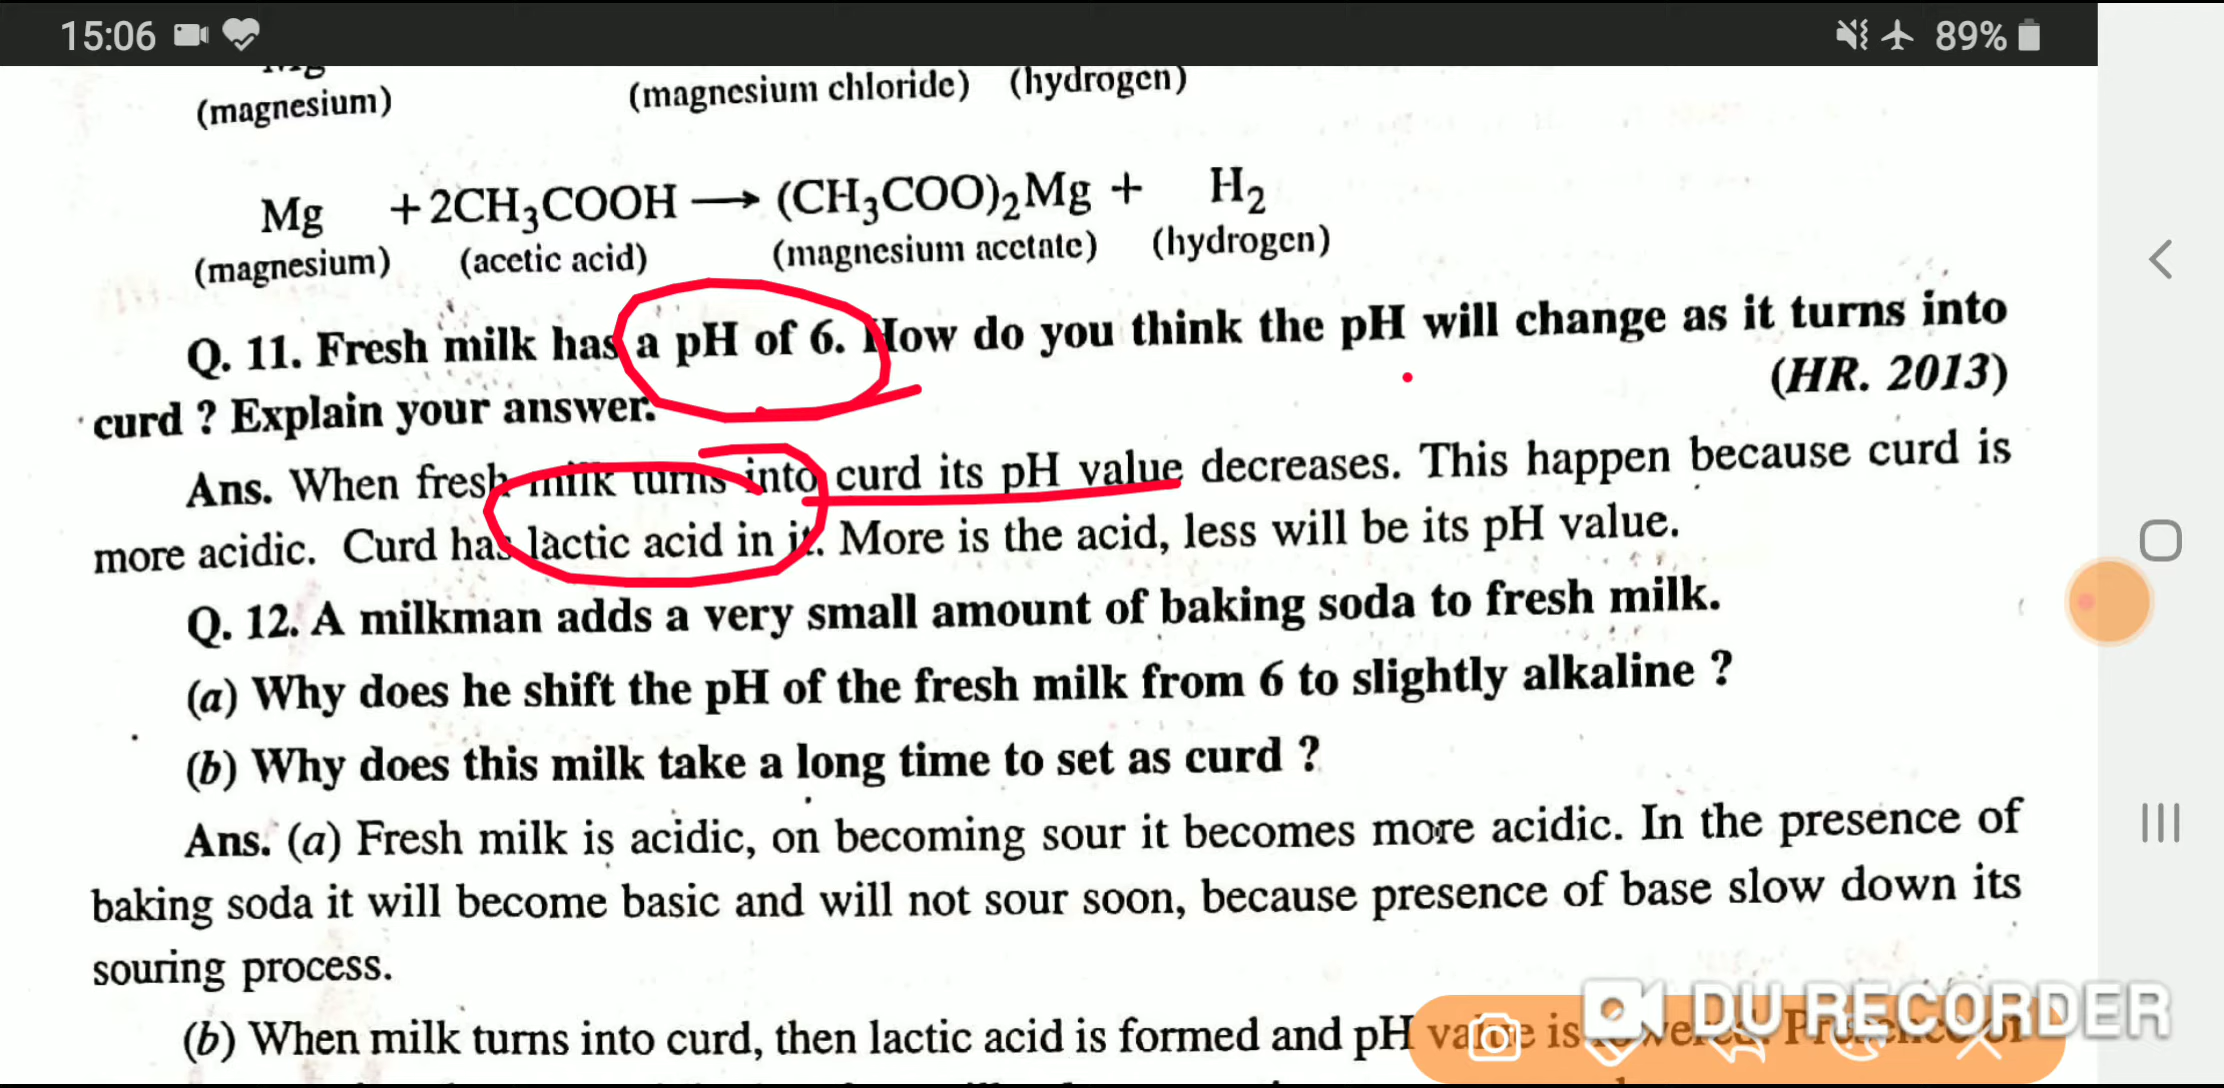 15:06 89%
(magnesium) (magnesium chloride) (hydrogen)
Mg + 2CH₃COOH ⟶ (CH₃COO)₂Mg + H₂
(magnesium) (acetic acid) (magnesium acetate) (hydrogen)
Q. 11. Fresh milk has a pH of 6. How do you think the pH will change as it turns into
curd ? Explain your answer. (HR. 2013)
Ans. When fresh milk turns into curd its pH value decreases. This happen because curd is
more acidic. Curd has lactic acid in it. More is the acid, less will be its pH value.
Q. 12. A milkman adds a very small amount of baking soda to fresh milk.
(a) Why does he shift the pH of the fresh milk from 6 to slightly alkaline ?
(b) Why does this milk take a long time to set as curd ?
Ans. (a) Fresh milk is acidic, on becoming sour it becomes more acidic. In the presence of
baking soda it will become basic and will not sour soon, because presence of base slow down its
souring process.
(b) When milk turns into curd, then lactic acid is formed and pH value is lowered. Presence of
DU RECORDER